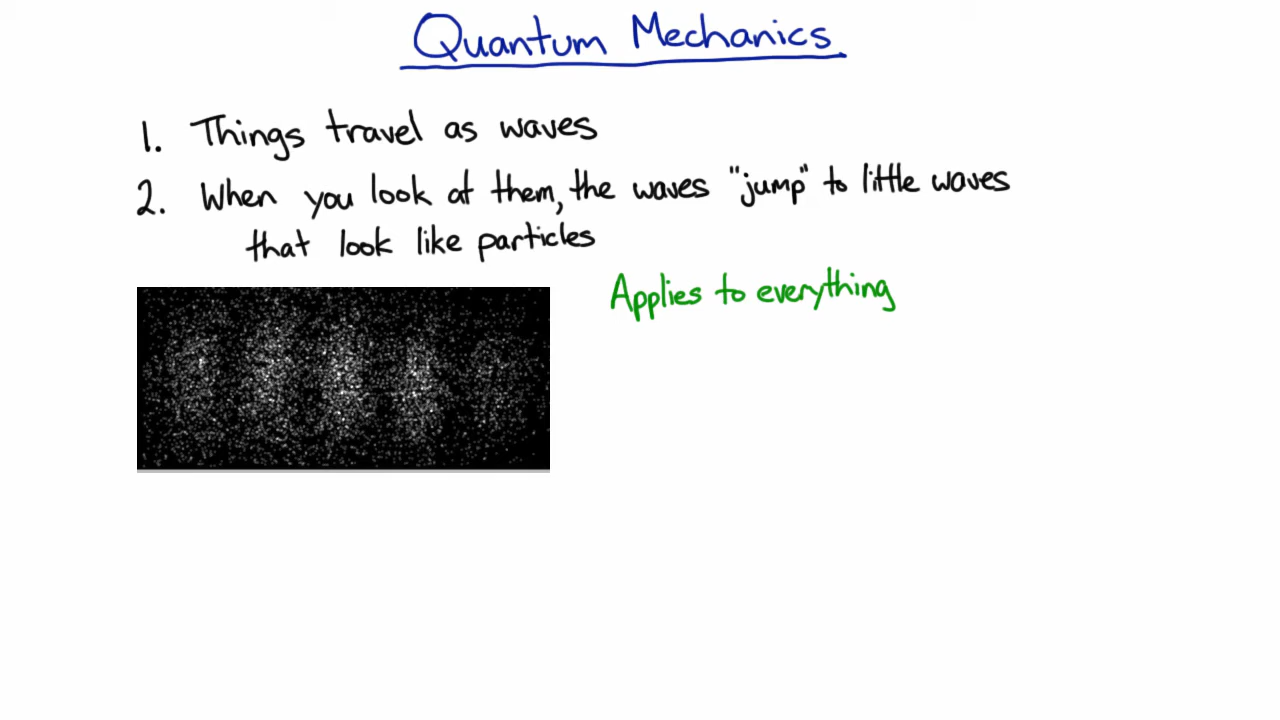 Quantum Mechanics
1. Things travel as waves
2. When you look at them, the waves "jump" to little waves
that look like particles
Applies to everything